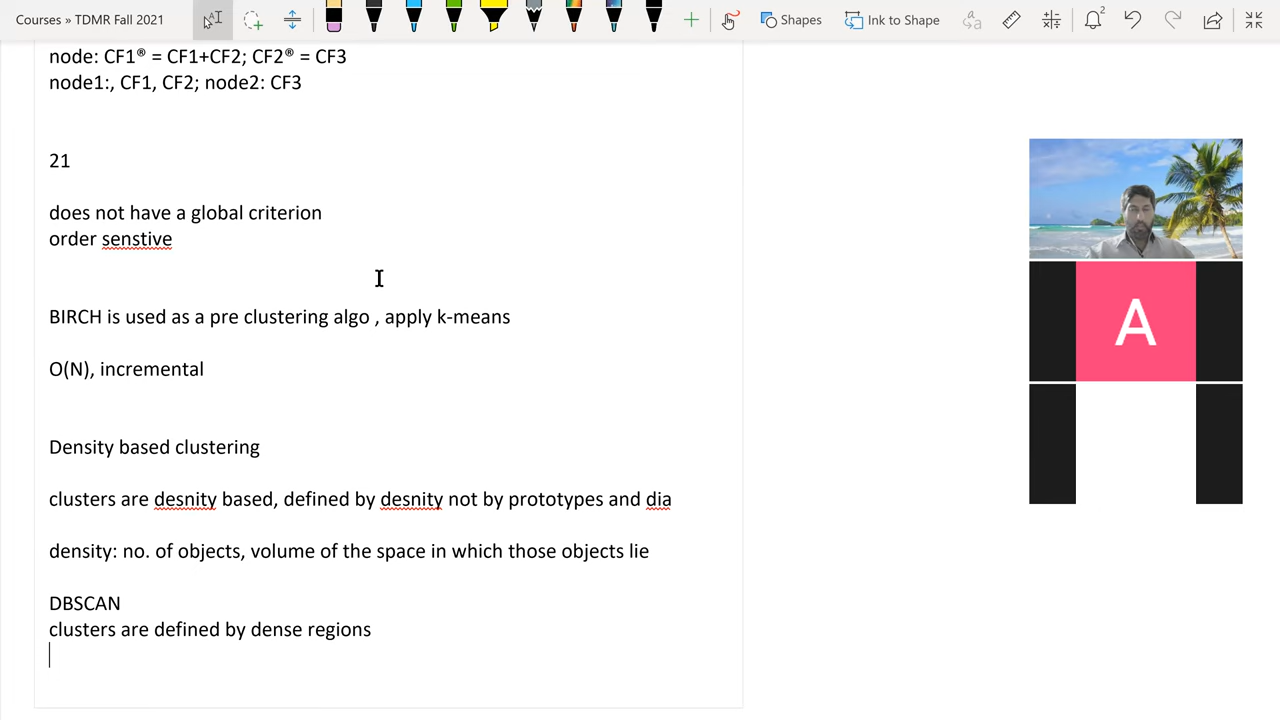 Courses » TDMR Fall 2021
Shapes
Ink to Shape
2
node: CF1® = CF1+CF2; CF2® = CF3
node1:, CF1, CF2; node2: CF3
21
does not have a global criterion
order senstive
BIRCH is used as a pre clustering algo , apply k-means
O(N), incremental
Density based clustering
clusters are desnity based, defined by desnity not by prototypes and dia
density: no. of objects, volume of the space in which those objects lie
DBSCAN
clusters are defined by dense regions
A